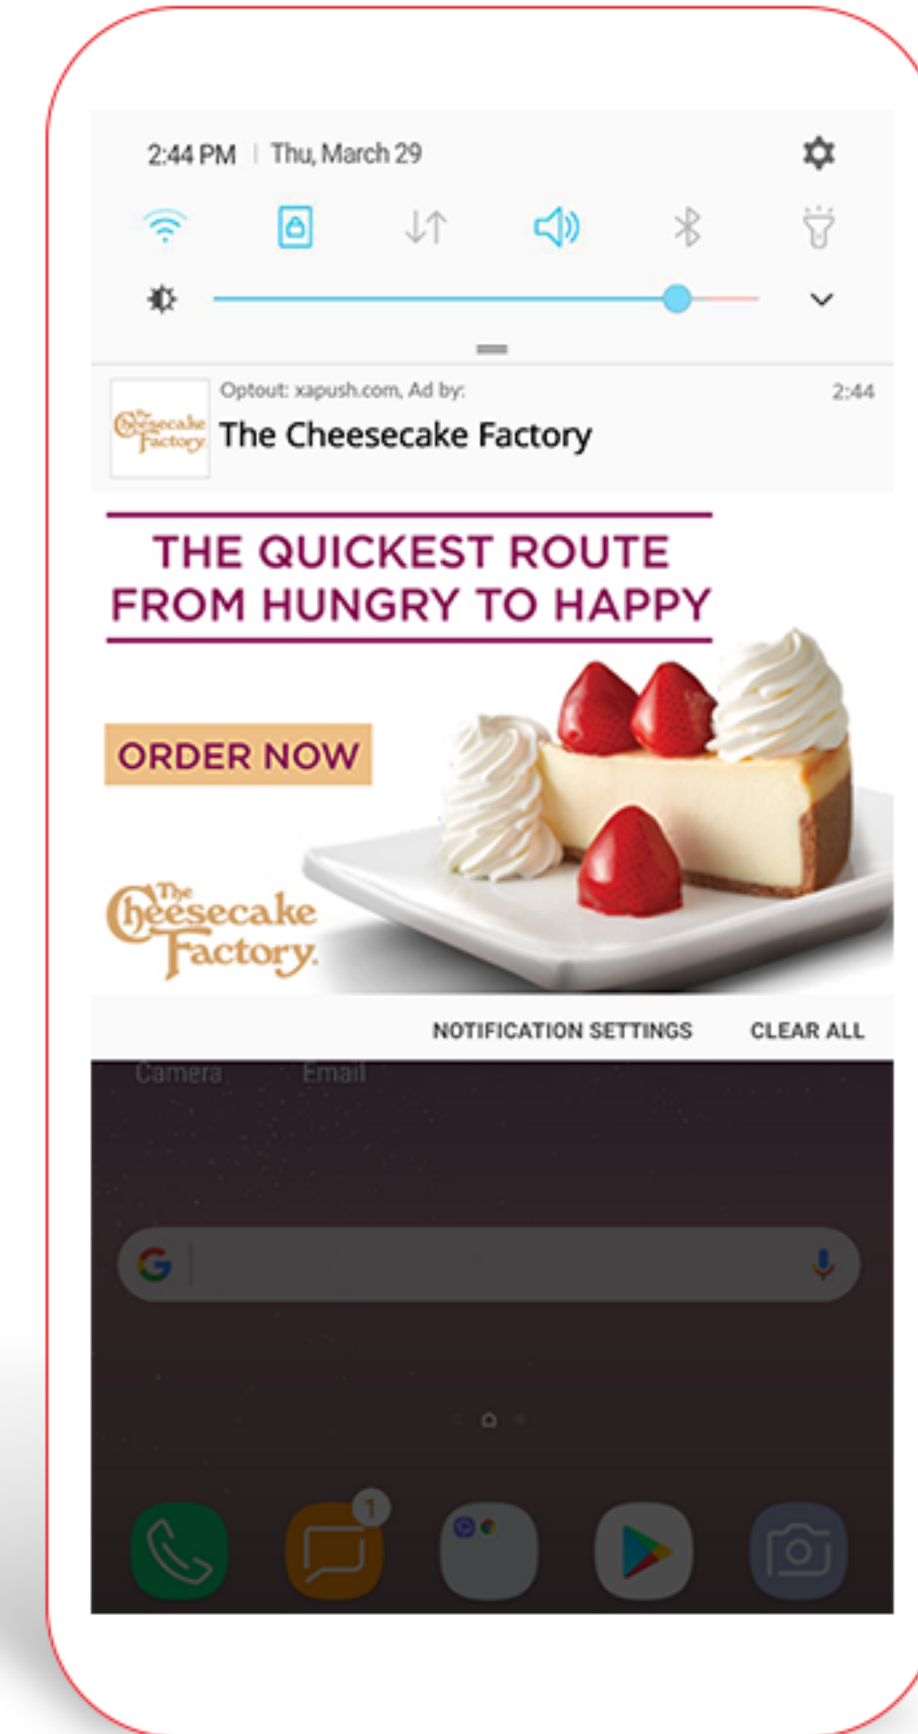 2:44 PM | Thu, March 29
Optout: xapush.com, Ad by:
2:44
The Cheesecake Factory
The Cheesecake Factory
THE QUICKEST ROUTE
FROM HUNGRY TO HAPPY
ORDER NOW
The
Cheesecake
Factory.
NOTIFICATION SETTINGS CLEAR ALL
Camera Email
G
1